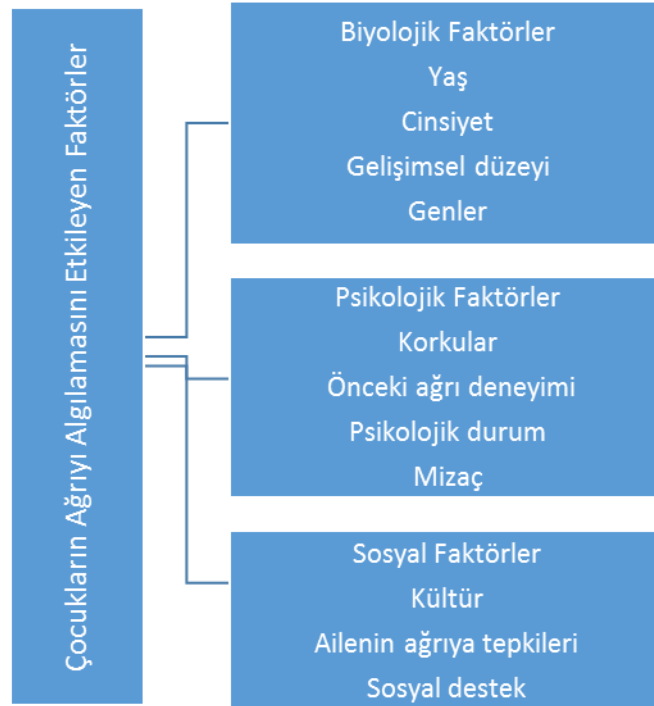 Çocukların Ağrıyı Algılamasını Etkileyen Faktörler
Biyolojik Faktörler
Yaş
Cinsiyet
Gelişimsel düzeyi
Genler
Psikolojik Faktörler
Korkular
Önceki ağrı deneyimi
Psikolojik durum
Mizaç
Sosyal Faktörler
Kültür
Ailenin ağrıya tepkileri
Sosyal destek